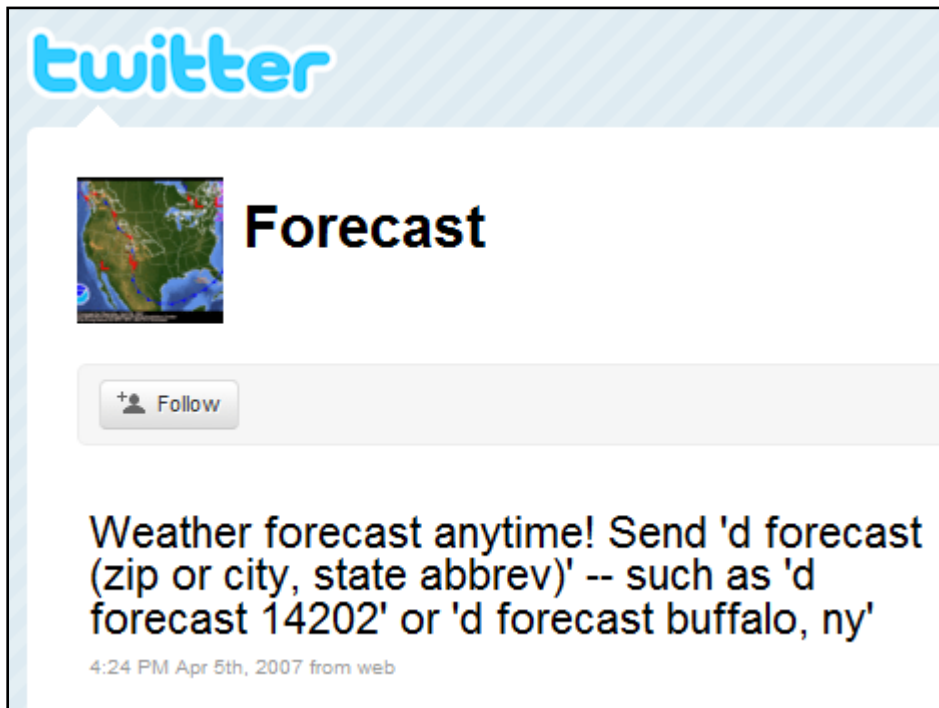 twitter
Forecast
Follow
Weather forecast anytime! Send 'd forecast
(zip or city, state abbrev)' -- such as 'd
forecast 14202' or 'd forecast buffalo, ny'
4:24 PM Apr 5th, 2007 from web